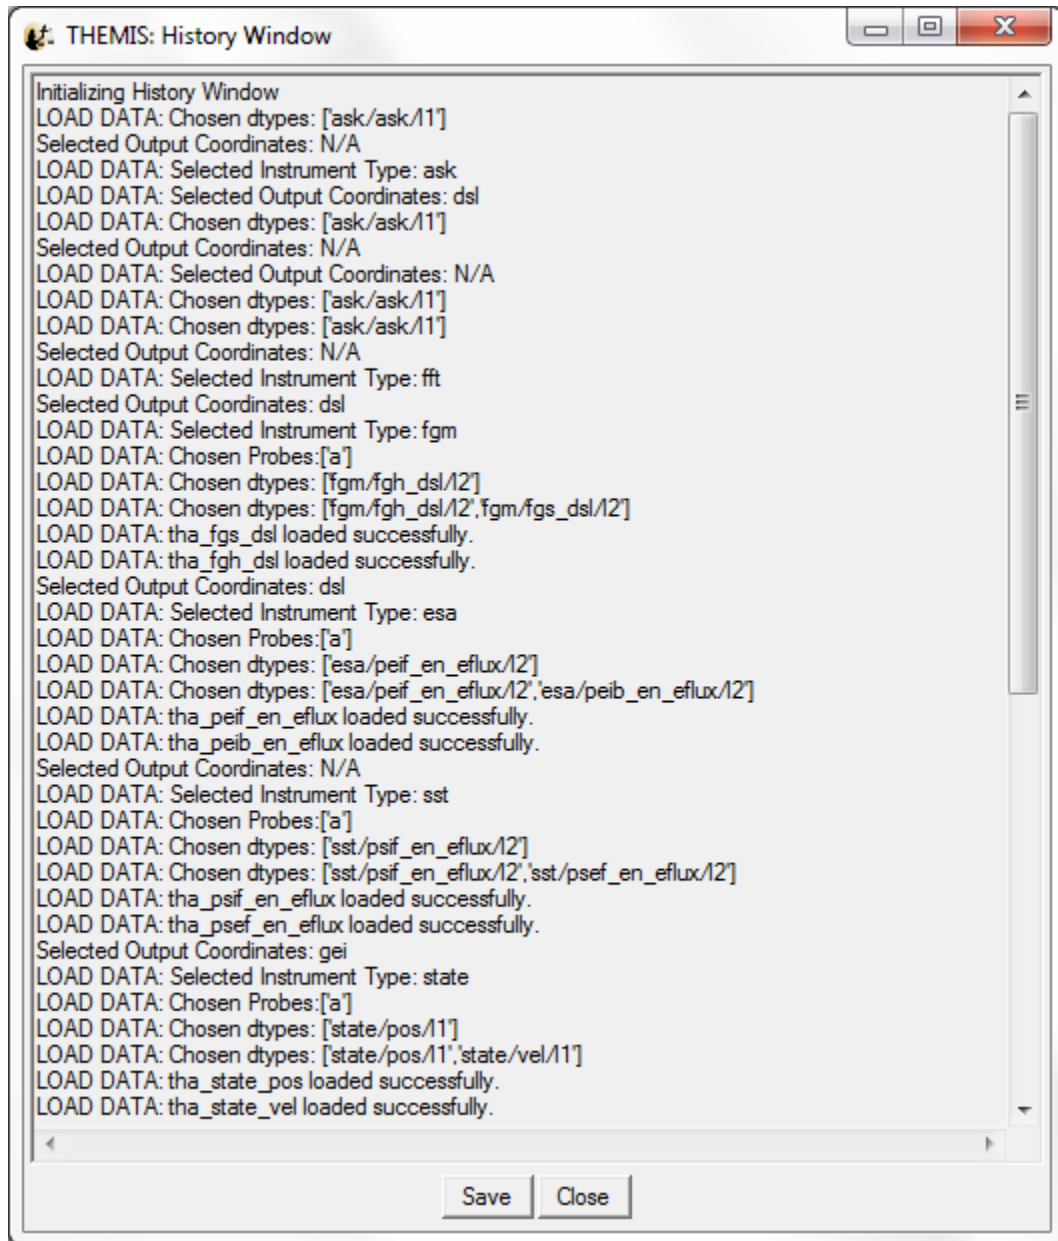 THEMIS: History Window
Initializing History Window
LOAD DATA: Chosen dtypes: ['ask/ask/l1']
Selected Output Coordinates: N/A
LOAD DATA: Selected Instrument Type: ask
LOAD DATA: Selected Output Coordinates: dsl
LOAD DATA: Chosen dtypes: ['ask/ask/l1']
Selected Output Coordinates: N/A
LOAD DATA: Selected Output Coordinates: N/A
LOAD DATA: Chosen dtypes: ['ask/ask/l1']
LOAD DATA: Chosen dtypes: ['ask/ask/l1']
Selected Output Coordinates: N/A
LOAD DATA: Selected Instrument Type: fft
Selected Output Coordinates: dsl
LOAD DATA: Selected Instrument Type: fgm
LOAD DATA: Chosen Probes:['a']
LOAD DATA: Chosen dtypes: ['fgm/fgh_dsl/l2']
LOAD DATA: Chosen dtypes: ['fgm/fgh_dsl/l2','fgm/fgs_dsl/l2']
LOAD DATA: tha_fgs_dsl loaded successfully.
LOAD DATA: tha_fgh_dsl loaded successfully.
Selected Output Coordinates: dsl
LOAD DATA: Selected Instrument Type: esa
LOAD DATA: Chosen Probes:['a']
LOAD DATA: Chosen dtypes: ['esa/peif_en_eflux/l2']
LOAD DATA: Chosen dtypes: ['esa/peif_en_eflux/l2','esa/peib_en_eflux/l2']
LOAD DATA: tha_peif_en_eflux loaded successfully.
LOAD DATA: tha_peib_en_eflux loaded successfully.
Selected Output Coordinates: N/A
LOAD DATA: Selected Instrument Type: sst
LOAD DATA: Chosen Probes:['a']
LOAD DATA: Chosen dtypes: ['sst/psif_en_eflux/l2']
LOAD DATA: Chosen dtypes: ['sst/psif_en_eflux/l2','sst/psef_en_eflux/l2']
LOAD DATA: tha_psif_en_eflux loaded successfully.
LOAD DATA: tha_psef_en_eflux loaded successfully.
Selected Output Coordinates: gei
LOAD DATA: Selected Instrument Type: state
LOAD DATA: Chosen Probes:['a']
LOAD DATA: Chosen dtypes: ['state/pos/l1']
LOAD DATA: Chosen dtypes: ['state/pos/l1','state/vel/l1']
LOAD DATA: tha_state_pos loaded successfully.
LOAD DATA: tha_state_vel loaded successfully.
Save Close